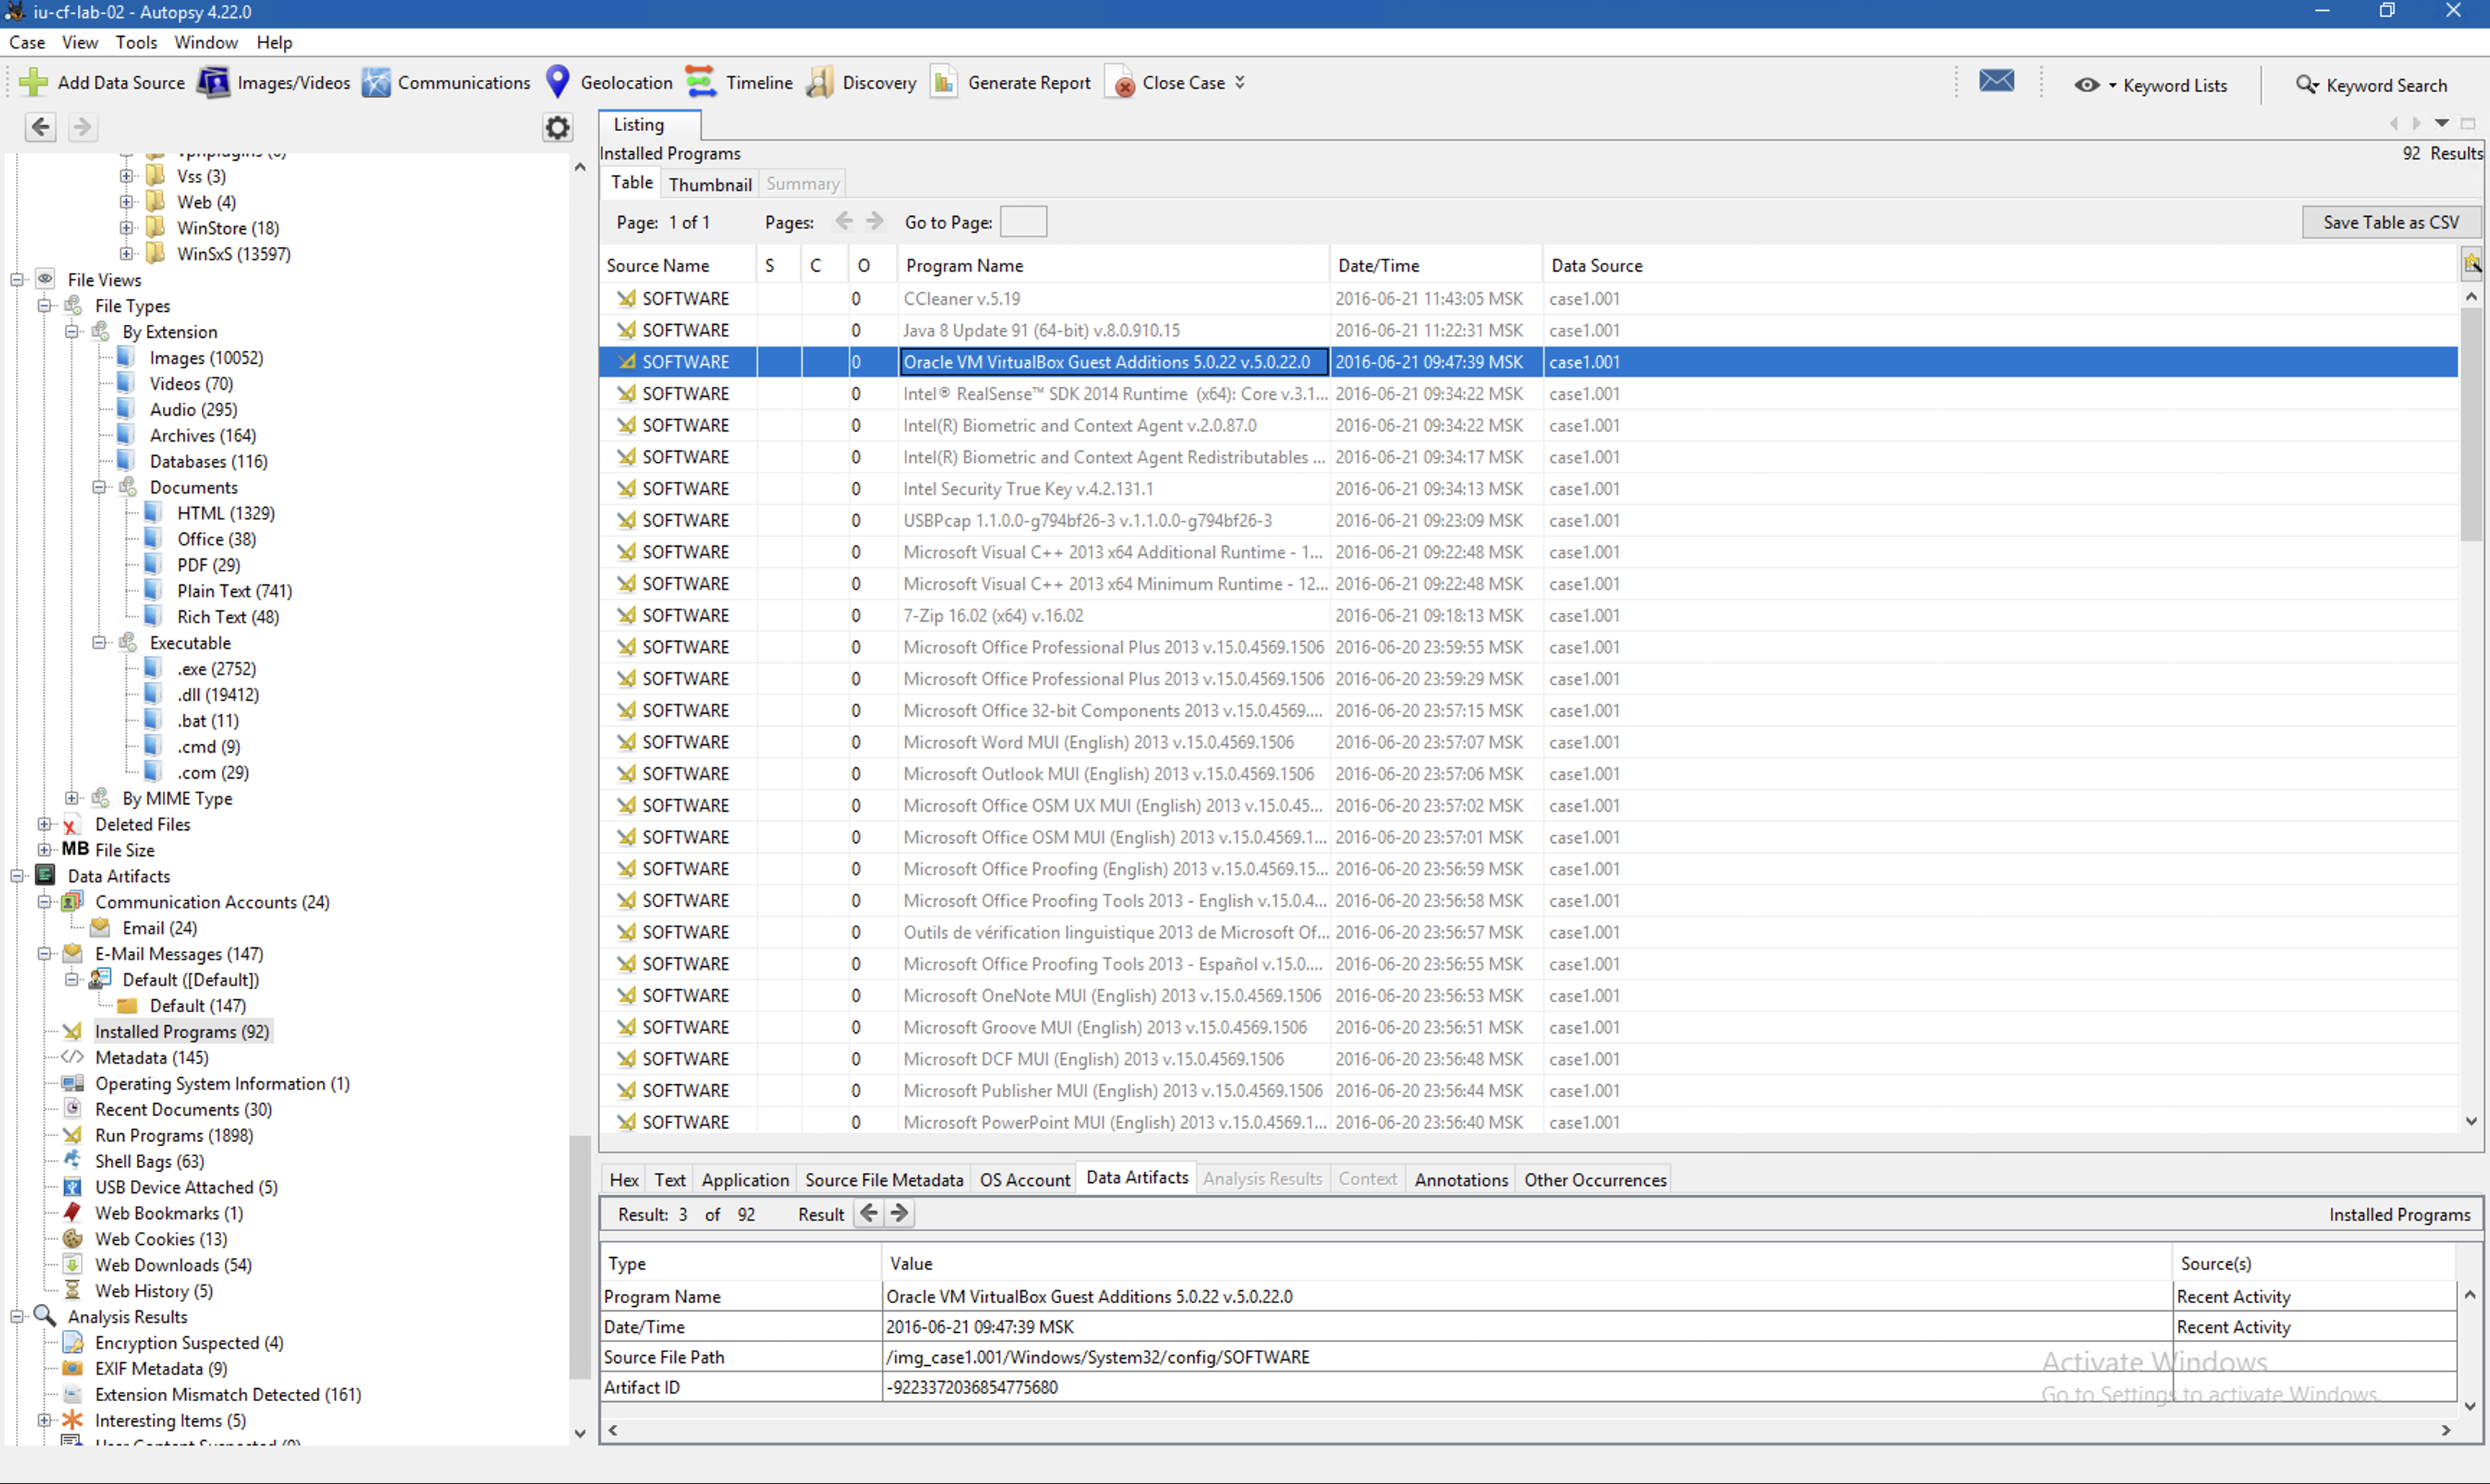 iu-cf-lab-02 - Autopsy 4.22.0
Case View Tools Window Help
Add Data Source Images/Videos Communications Geolocation Timeline Discovery Generate Report Close Case Keyword Lists Keyword Search
Vss (3)
Web (4)
WinStore (18)
WinSxS (13597)
File Views
File Types
By Extension
Images (10052)
Videos (70)
Audio (295)
Archives (164)
Databases (116)
Documents
HTML (1329)
Office (38)
PDF (29)
Plain Text (741)
Rich Text (48)
Executable
.exe (2752)
.dll (19412)
.bat (11)
.cmd (9)
.com (29)
By MIME Type
Deleted Files
MB File Size
Data Artifacts
Communication Accounts (24)
Email (24)
E-Mail Messages (147)
Default ([Default])
Default (147)
Installed Programs (92)
Metadata (145)
Operating System Information (1)
Recent Documents (30)
Run Programs (1898)
Shell Bags (63)
USB Device Attached (5)
Web Bookmarks (1)
Web Cookies (13)
Web Downloads (54)
Web History (5)
Analysis Results
Encryption Suspected (4)
EXIF Metadata (9)
Extension Mismatch Detected (161)
Interesting Items (5)
Listing
Installed Programs 92 Results
Table Thumbnail Summary
Page: 1 of 1 Pages: Go to Page: Save Table as CSV
Source Name S C O Program Name Date/Time Data Source
SOFTWARE 0 CCleaner v.5.19 2016-06-21 11:43:05 MSK case1.001
SOFTWARE 0 Java 8 Update 91 (64-bit) v.8.0.910.15 2016-06-21 11:22:31 MSK case1.001
SOFTWARE 0 Oracle VM VirtualBox Guest Additions 5.0.22 v.5.0.22.0 2016-06-21 09:47:39 MSK case1.001
SOFTWARE 0 Intel® RealSense™ SDK 2014 Runtime (x64): Core v.3.1... 2016-06-21 09:34:22 MSK case1.001
SOFTWARE 0 Intel(R) Biometric and Context Agent v.2.0.87.0 2016-06-21 09:34:22 MSK case1.001
SOFTWARE 0 Intel(R) Biometric and Context Agent Redistributables ... 2016-06-21 09:34:17 MSK case1.001
SOFTWARE 0 Intel Security True Key v.4.2.131.1 2016-06-21 09:34:13 MSK case1.001
SOFTWARE 0 USBPcap 1.1.0.0-g794bf26-3 v.1.1.0.0-g794bf26-3 2016-06-21 09:23:09 MSK case1.001
SOFTWARE 0 Microsoft Visual C++ 2013 x64 Additional Runtime - 1... 2016-06-21 09:22:48 MSK case1.001
SOFTWARE 0 Microsoft Visual C++ 2013 x64 Minimum Runtime - 12... 2016-06-21 09:22:48 MSK case1.001
SOFTWARE 0 7-Zip 16.02 (x64) v.16.02 2016-06-21 09:18:13 MSK case1.001
SOFTWARE 0 Microsoft Office Professional Plus 2013 v.15.0.4569.1506 2016-06-20 23:59:55 MSK case1.001
SOFTWARE 0 Microsoft Office Professional Plus 2013 v.15.0.4569.1506 2016-06-20 23:59:29 MSK case1.001
SOFTWARE 0 Microsoft Office 32-bit Components 2013 v.15.0.4569.... 2016-06-20 23:57:15 MSK case1.001
SOFTWARE 0 Microsoft Word MUI (English) 2013 v.15.0.4569.1506 2016-06-20 23:57:07 MSK case1.001
SOFTWARE 0 Microsoft Outlook MUI (English) 2013 v.15.0.4569.1506 2016-06-20 23:57:06 MSK case1.001
SOFTWARE 0 Microsoft Office OSM UX MUI (English) 2013 v.15.0.45... 2016-06-20 23:57:02 MSK case1.001
SOFTWARE 0 Microsoft Office OSM MUI (English) 2013 v.15.0.4569.1... 2016-06-20 23:57:01 MSK case1.001
SOFTWARE 0 Microsoft Office Proofing (English) 2013 v.15.0.4569.15... 2016-06-20 23:56:59 MSK case1.001
SOFTWARE 0 Microsoft Office Proofing Tools 2013 - English v.15.0.4... 2016-06-20 23:56:58 MSK case1.001
SOFTWARE 0 Outils de vérification linguistique 2013 de Microsoft Of... 2016-06-20 23:56:57 MSK case1.001
SOFTWARE 0 Microsoft Office Proofing Tools 2013 - Español v.15.0.... 2016-06-20 23:56:55 MSK case1.001
SOFTWARE 0 Microsoft OneNote MUI (English) 2013 v.15.0.4569.1506 2016-06-20 23:56:53 MSK case1.001
SOFTWARE 0 Microsoft Groove MUI (English) 2013 v.15.0.4569.1506 2016-06-20 23:56:51 MSK case1.001
SOFTWARE 0 Microsoft DCF MUI (English) 2013 v.15.0.4569.1506 2016-06-20 23:56:48 MSK case1.001
SOFTWARE 0 Microsoft Publisher MUI (English) 2013 v.15.0.4569.1506 2016-06-20 23:56:44 MSK case1.001
SOFTWARE 0 Microsoft PowerPoint MUI (English) 2013 v.15.0.4569.1... 2016-06-20 23:56:40 MSK case1.001
Hex Text Application Source File Metadata OS Account Data Artifacts Analysis Results Context Annotations Other Occurrences
Result: 3 of 92 Result Installed Programs
Type Value Source(s)
Program Name Oracle VM VirtualBox Guest Additions 5.0.22 v.5.0.22.0 Recent Activity
Date/Time 2016-06-21 09:47:39 MSK Recent Activity
Source File Path /img_case1.001/Windows/System32/config/SOFTWARE
Artifact ID -9223372036854775680
Activate Windows
Go to Settings to activate Windows.